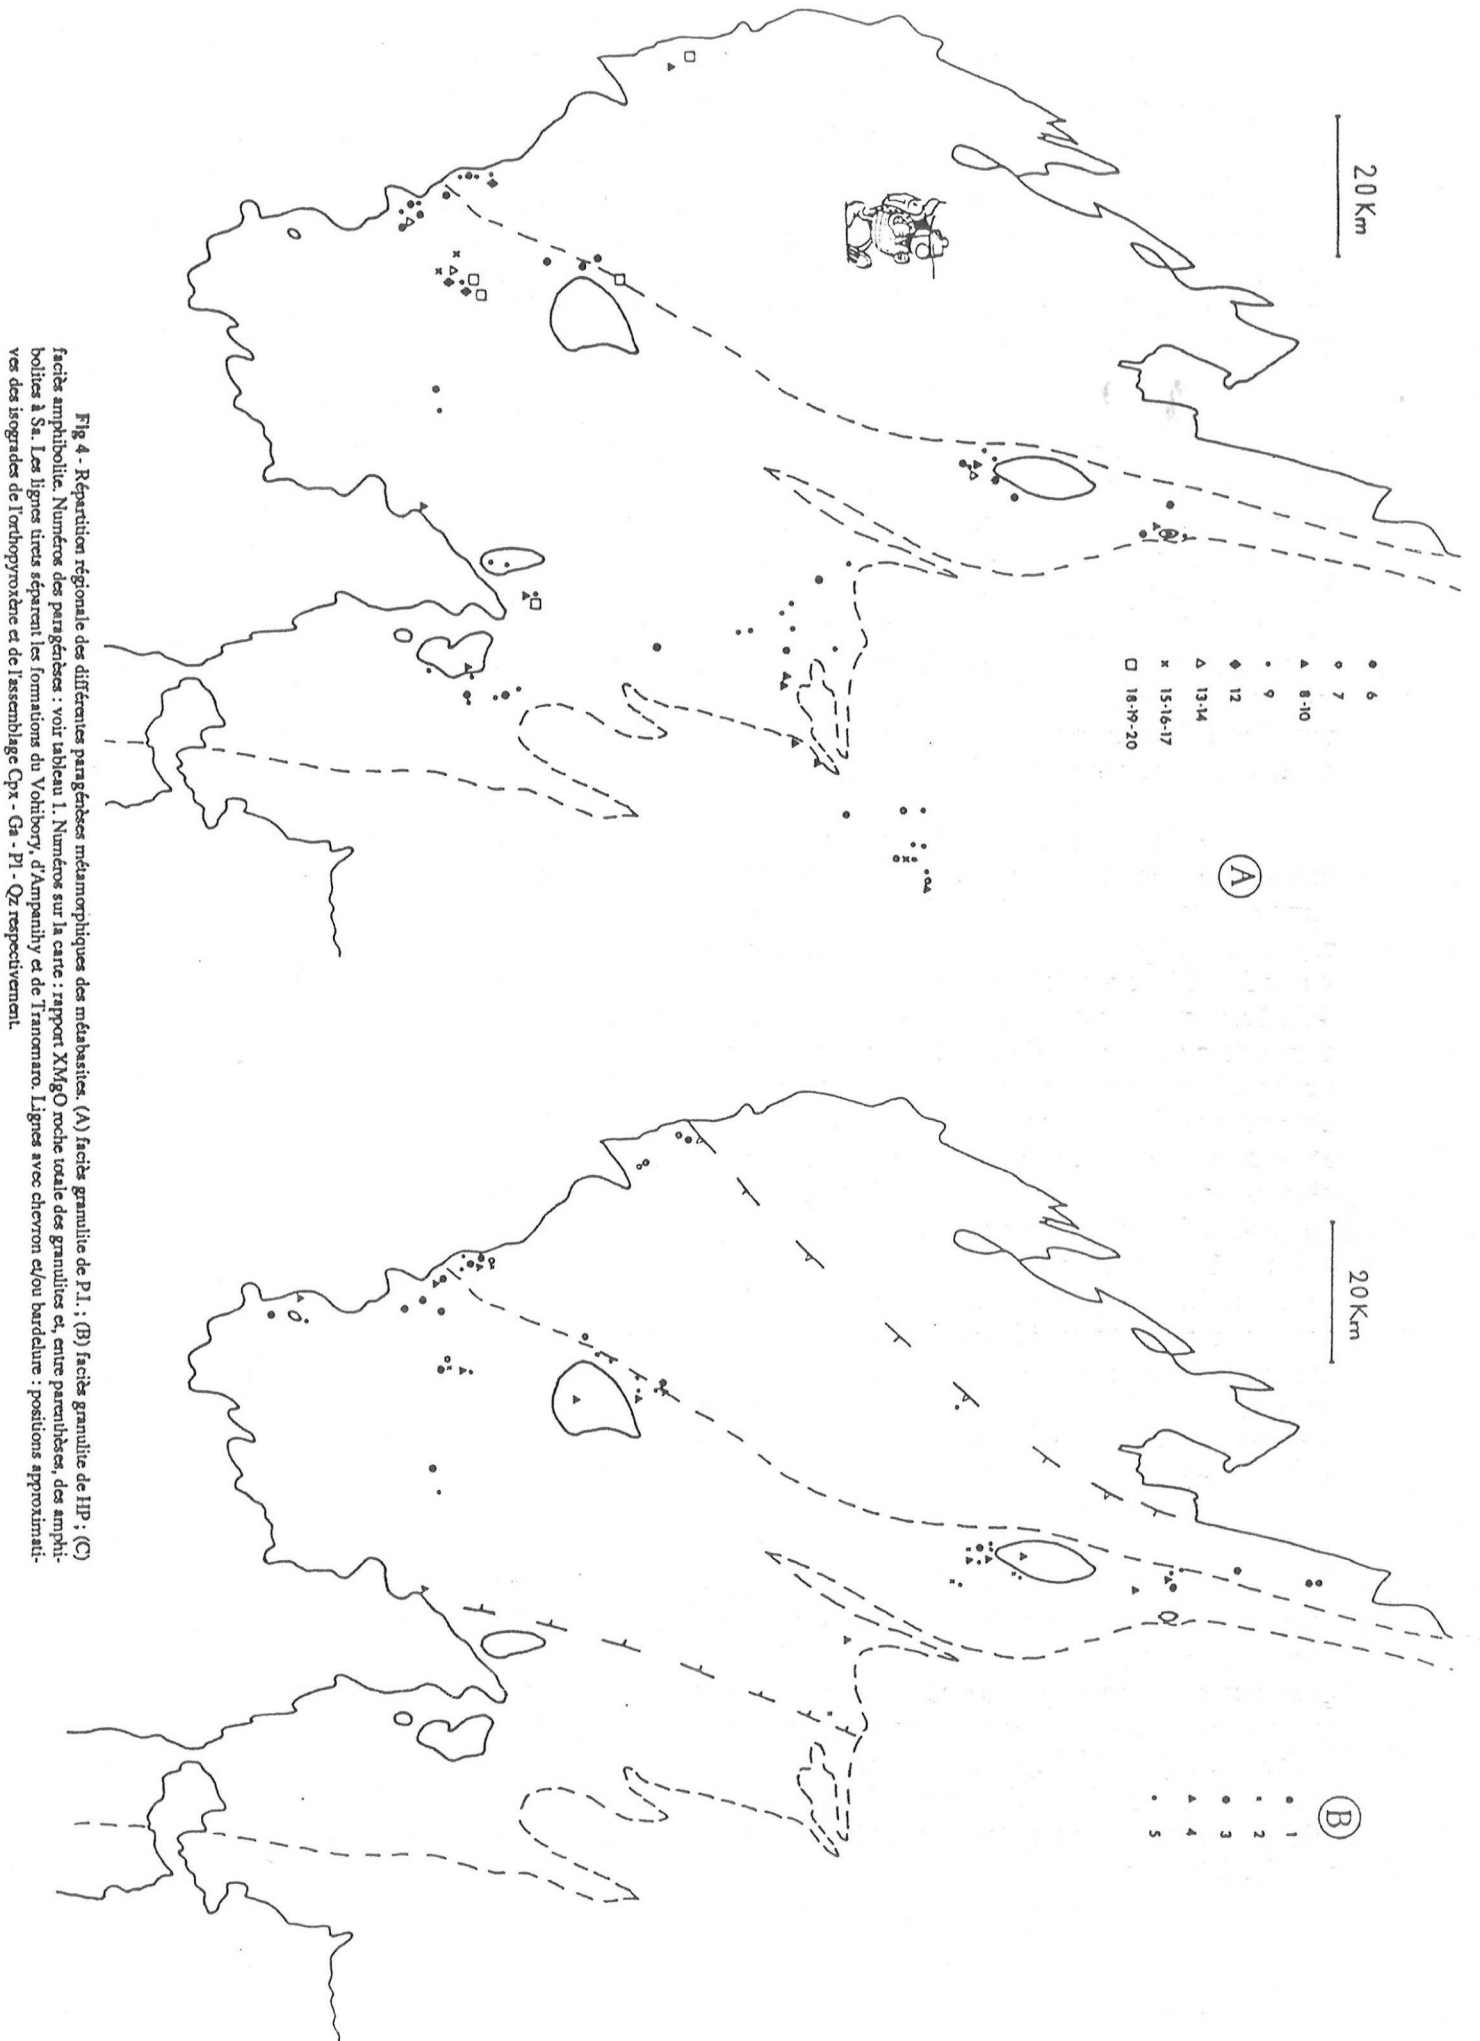 20 Km
A
6
7
8-10
9
12
13-14
15-16-17
18-19-20
20 Km
B
1
2
3
4
5
Fig 4 - Répartition régionale des différentes paragénèses métamorphiques des métabasites. (A) faciès granulite de P.I. ; (B) faciès granulite de HP ; (C)
faciès amphibolite. Numéros des paragénèses : voir tableau 1. Numéros sur la carte : rapport XMgO roche totale des granulites et, entre parenthèses, des amphi-
bolites à Sa. Les lignes tirets séparent les formations du Vohibory, d'Ampanihy et de Tranomaro. Lignes avec chevron et/ou bardelure : positions approximati-
ves des isogrades de l'orthopyroxène et de l'assemblage Cpx - Ga - Pl - Qz respectivement.